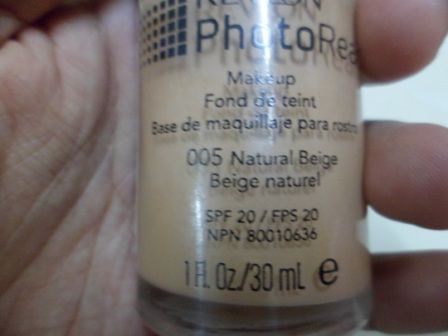 REVLON
PhotoRea
Makeup
Fond de teint
Base de maquillaje para rostro
005 Natural Beige
Beige naturel
SPF 20 / FPS 20
NPN 80010636
1 Fl. Oz./30 mL e